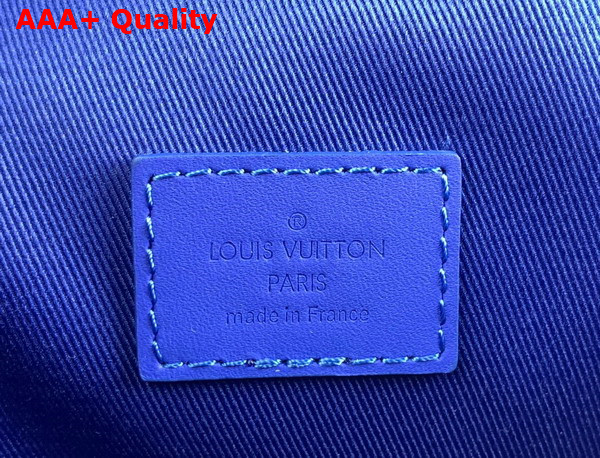 AAA+ Quality
®
LOUIS VUITTON
PARIS
made in France